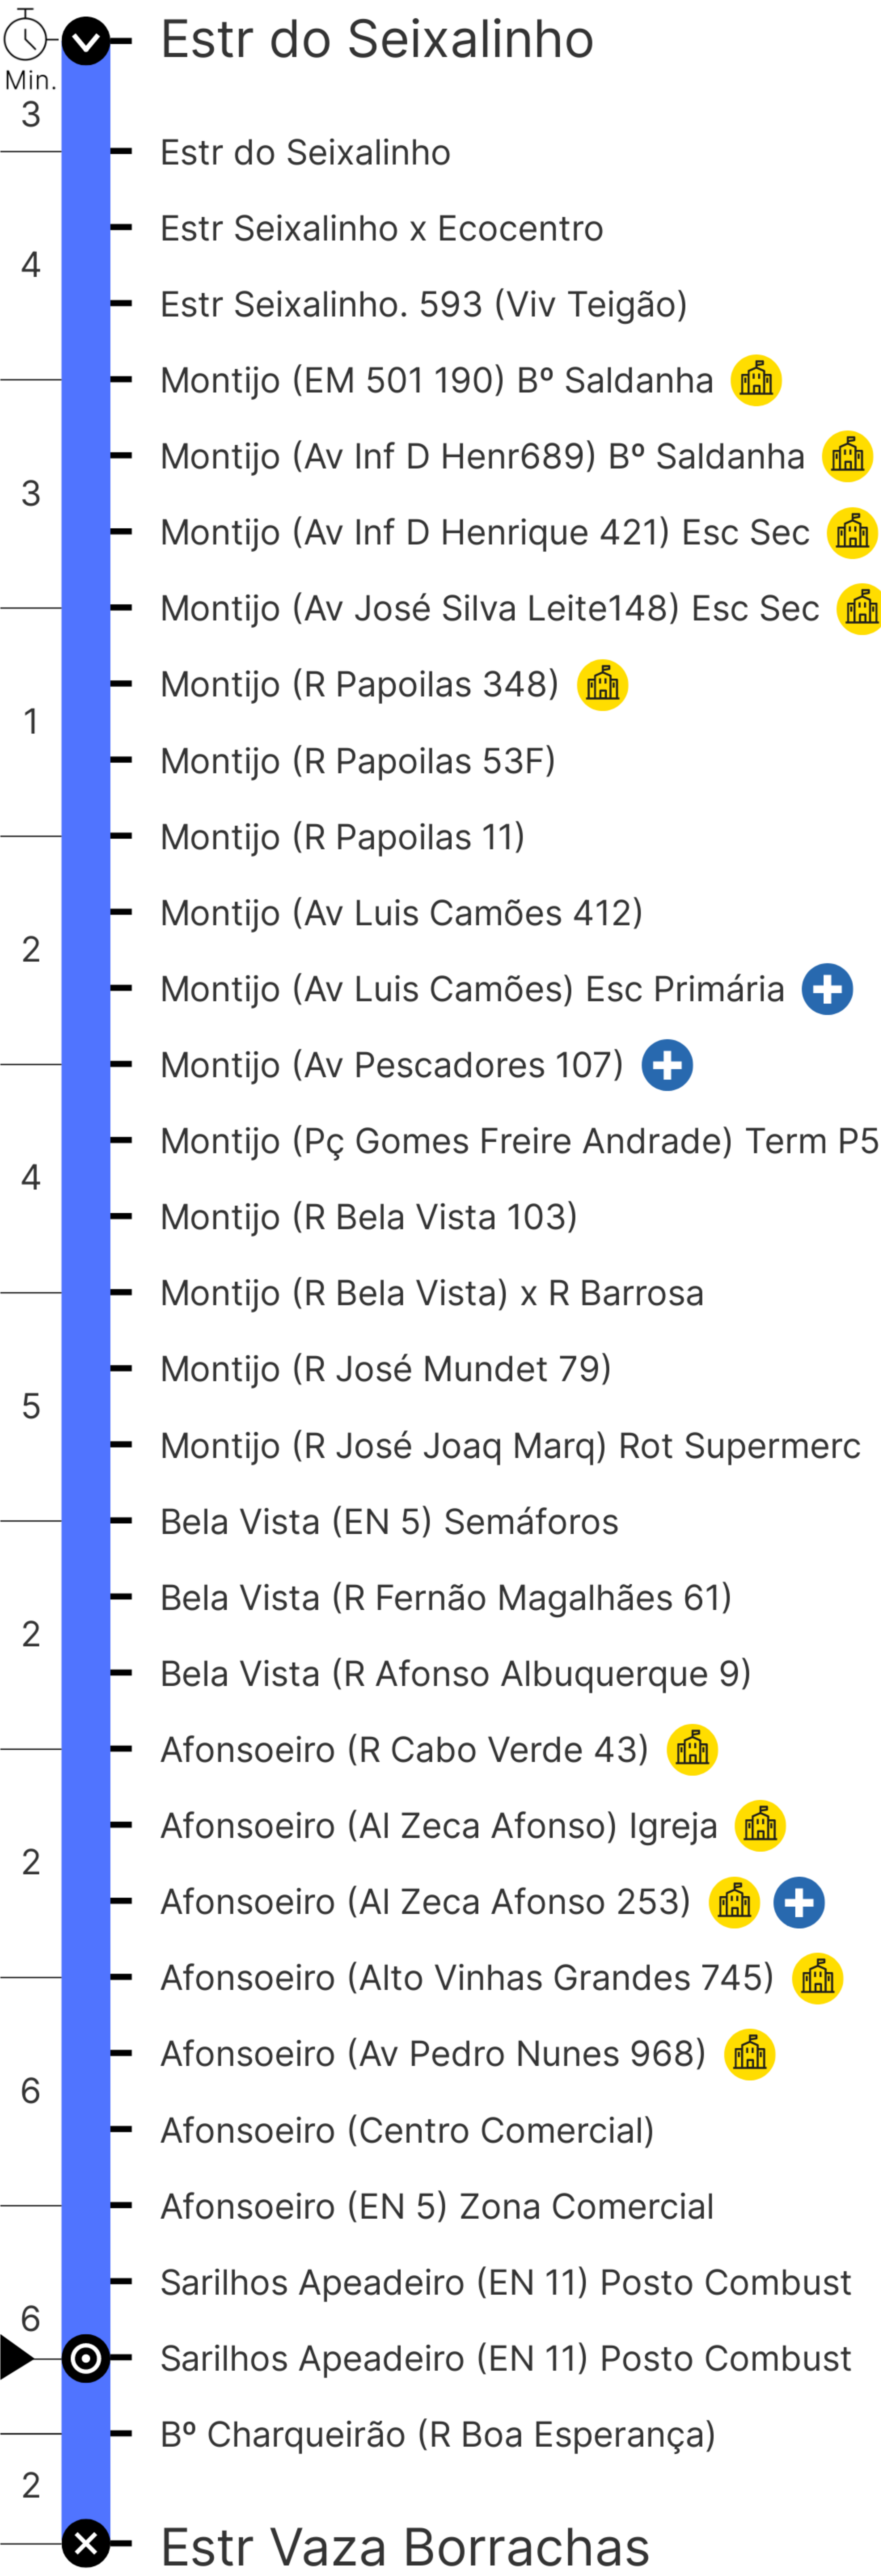 Estr do Seixalinho
Min.
3
Estr do Seixalinho
Estr Seixalinho x Ecocentro
4
Estr Seixalinho. 593 (Viv Teigão)
Montijo (EM 501 190) Bº Saldanha
Montijo (Av Inf D Henr689) Bº Saldanha
3
Montijo (Av Inf D Henrique 421) Esc Sec
Montijo (Av José Silva Leite148) Esc Sec
Montijo (R Papoilas 348)
1
Montijo (R Papoilas 53F)
Montijo (R Papoilas 11)
Montijo (Av Luis Camões 412)
2
Montijo (Av Luis Camões) Esc Primária
Montijo (Av Pescadores 107)
Montijo (Pç Gomes Freire Andrade) Term P5
4
Montijo (R Bela Vista 103)
Montijo (R Bela Vista) x R Barrosa
Montijo (R José Mundet 79)
5
Montijo (R José Joaq Marq) Rot Supermerc
Bela Vista (EN 5) Semáforos
Bela Vista (R Fernão Magalhães 61)
2
Bela Vista (R Afonso Albuquerque 9)
Afonsoeiro (R Cabo Verde 43)
Afonsoeiro (Al Zeca Afonso) Igreja
2
Afonsoeiro (Al Zeca Afonso 253)
Afonsoeiro (Alto Vinhas Grandes 745)
Afonsoeiro (Av Pedro Nunes 968)
6
Afonsoeiro (Centro Comercial)
Afonsoeiro (EN 5) Zona Comercial
Sarilhos Apeadeiro (EN 11) Posto Combust
6
Sarilhos Apeadeiro (EN 11) Posto Combust
Bº Charqueirão (R Boa Esperança)
2
Estr Vaza Borrachas